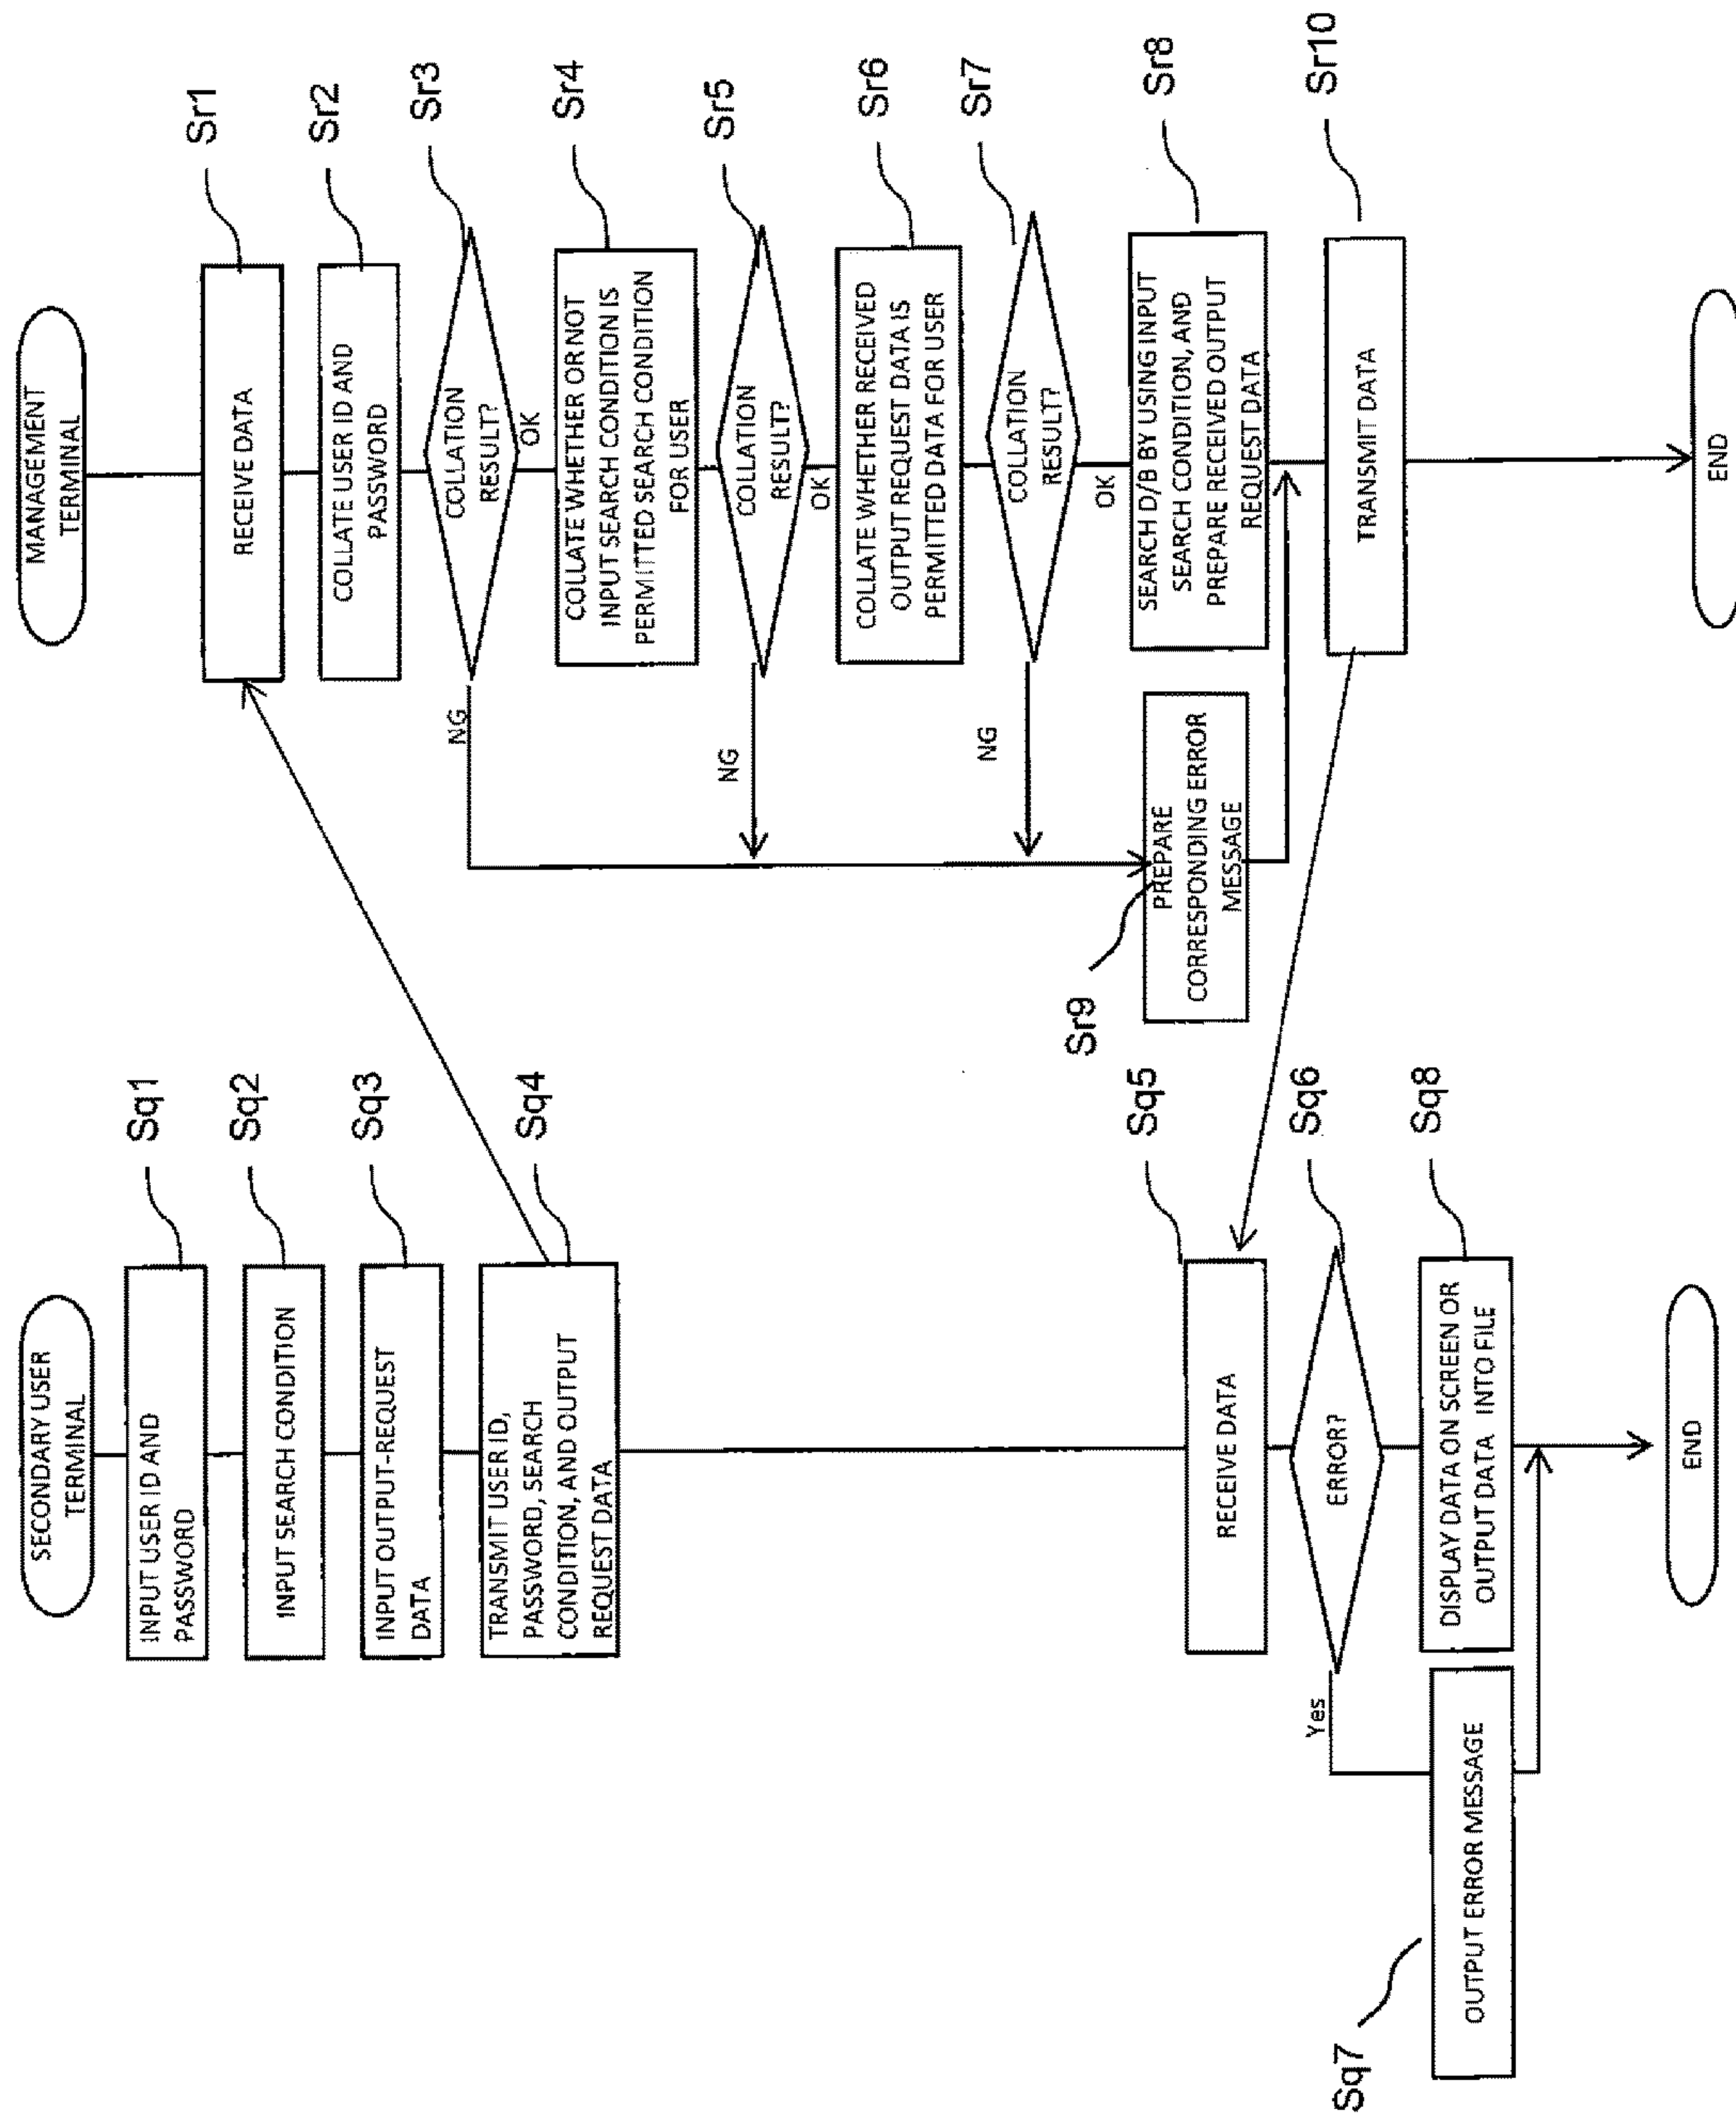 SECONDARY USER
TERMINAL
INPUT USER ID AND
PASSWORD
Sq1
INPUT SEARCH CONDITION
Sq2
INPUT OUTPUT-REQUEST
DATA
Sq3
TRANSMIT USER ID,
PASSWORD, SEARCH
CONDITION, AND OUTPUT
REQUEST DATA
Sq4
RECEIVE DATA
Sq5
ERROR?
Sq6
Yes
OUTPUT ERROR MESSAGE
Sq7
DISPLAY DATA ON SCREEN OR
OUTPUT DATA INTO FILE
Sq8
END
MANAGEMENT
TERMINAL
RECEIVE DATA
Sr1
COLLATE USER ID AND
PASSWORD
Sr2
COLLATION
RESULT?
Sr3
NG
OK
COLLATE WHETHER OR NOT
INPUT SEARCH CONDITION IS
PERMITTED SEARCH CONDITION
FOR USER
Sr4
COLLATION
RESULT?
Sr5
NG
OK
COLLATE WHETHER RECEIVED
OUTPUT REQUEST DATA IS
PERMITTED DATA FOR USER
Sr6
COLLATION
RESULT?
Sr7
NG
OK
SEARCH D/B BY USING INPUT
SEARCH CONDITION, AND
PREPARE RECEIVED OUTPUT
REQUEST DATA
Sr8
PREPARE
CORRESPONDING ERROR
MESSAGE
Sr9
TRANSMIT DATA
Sr10
END